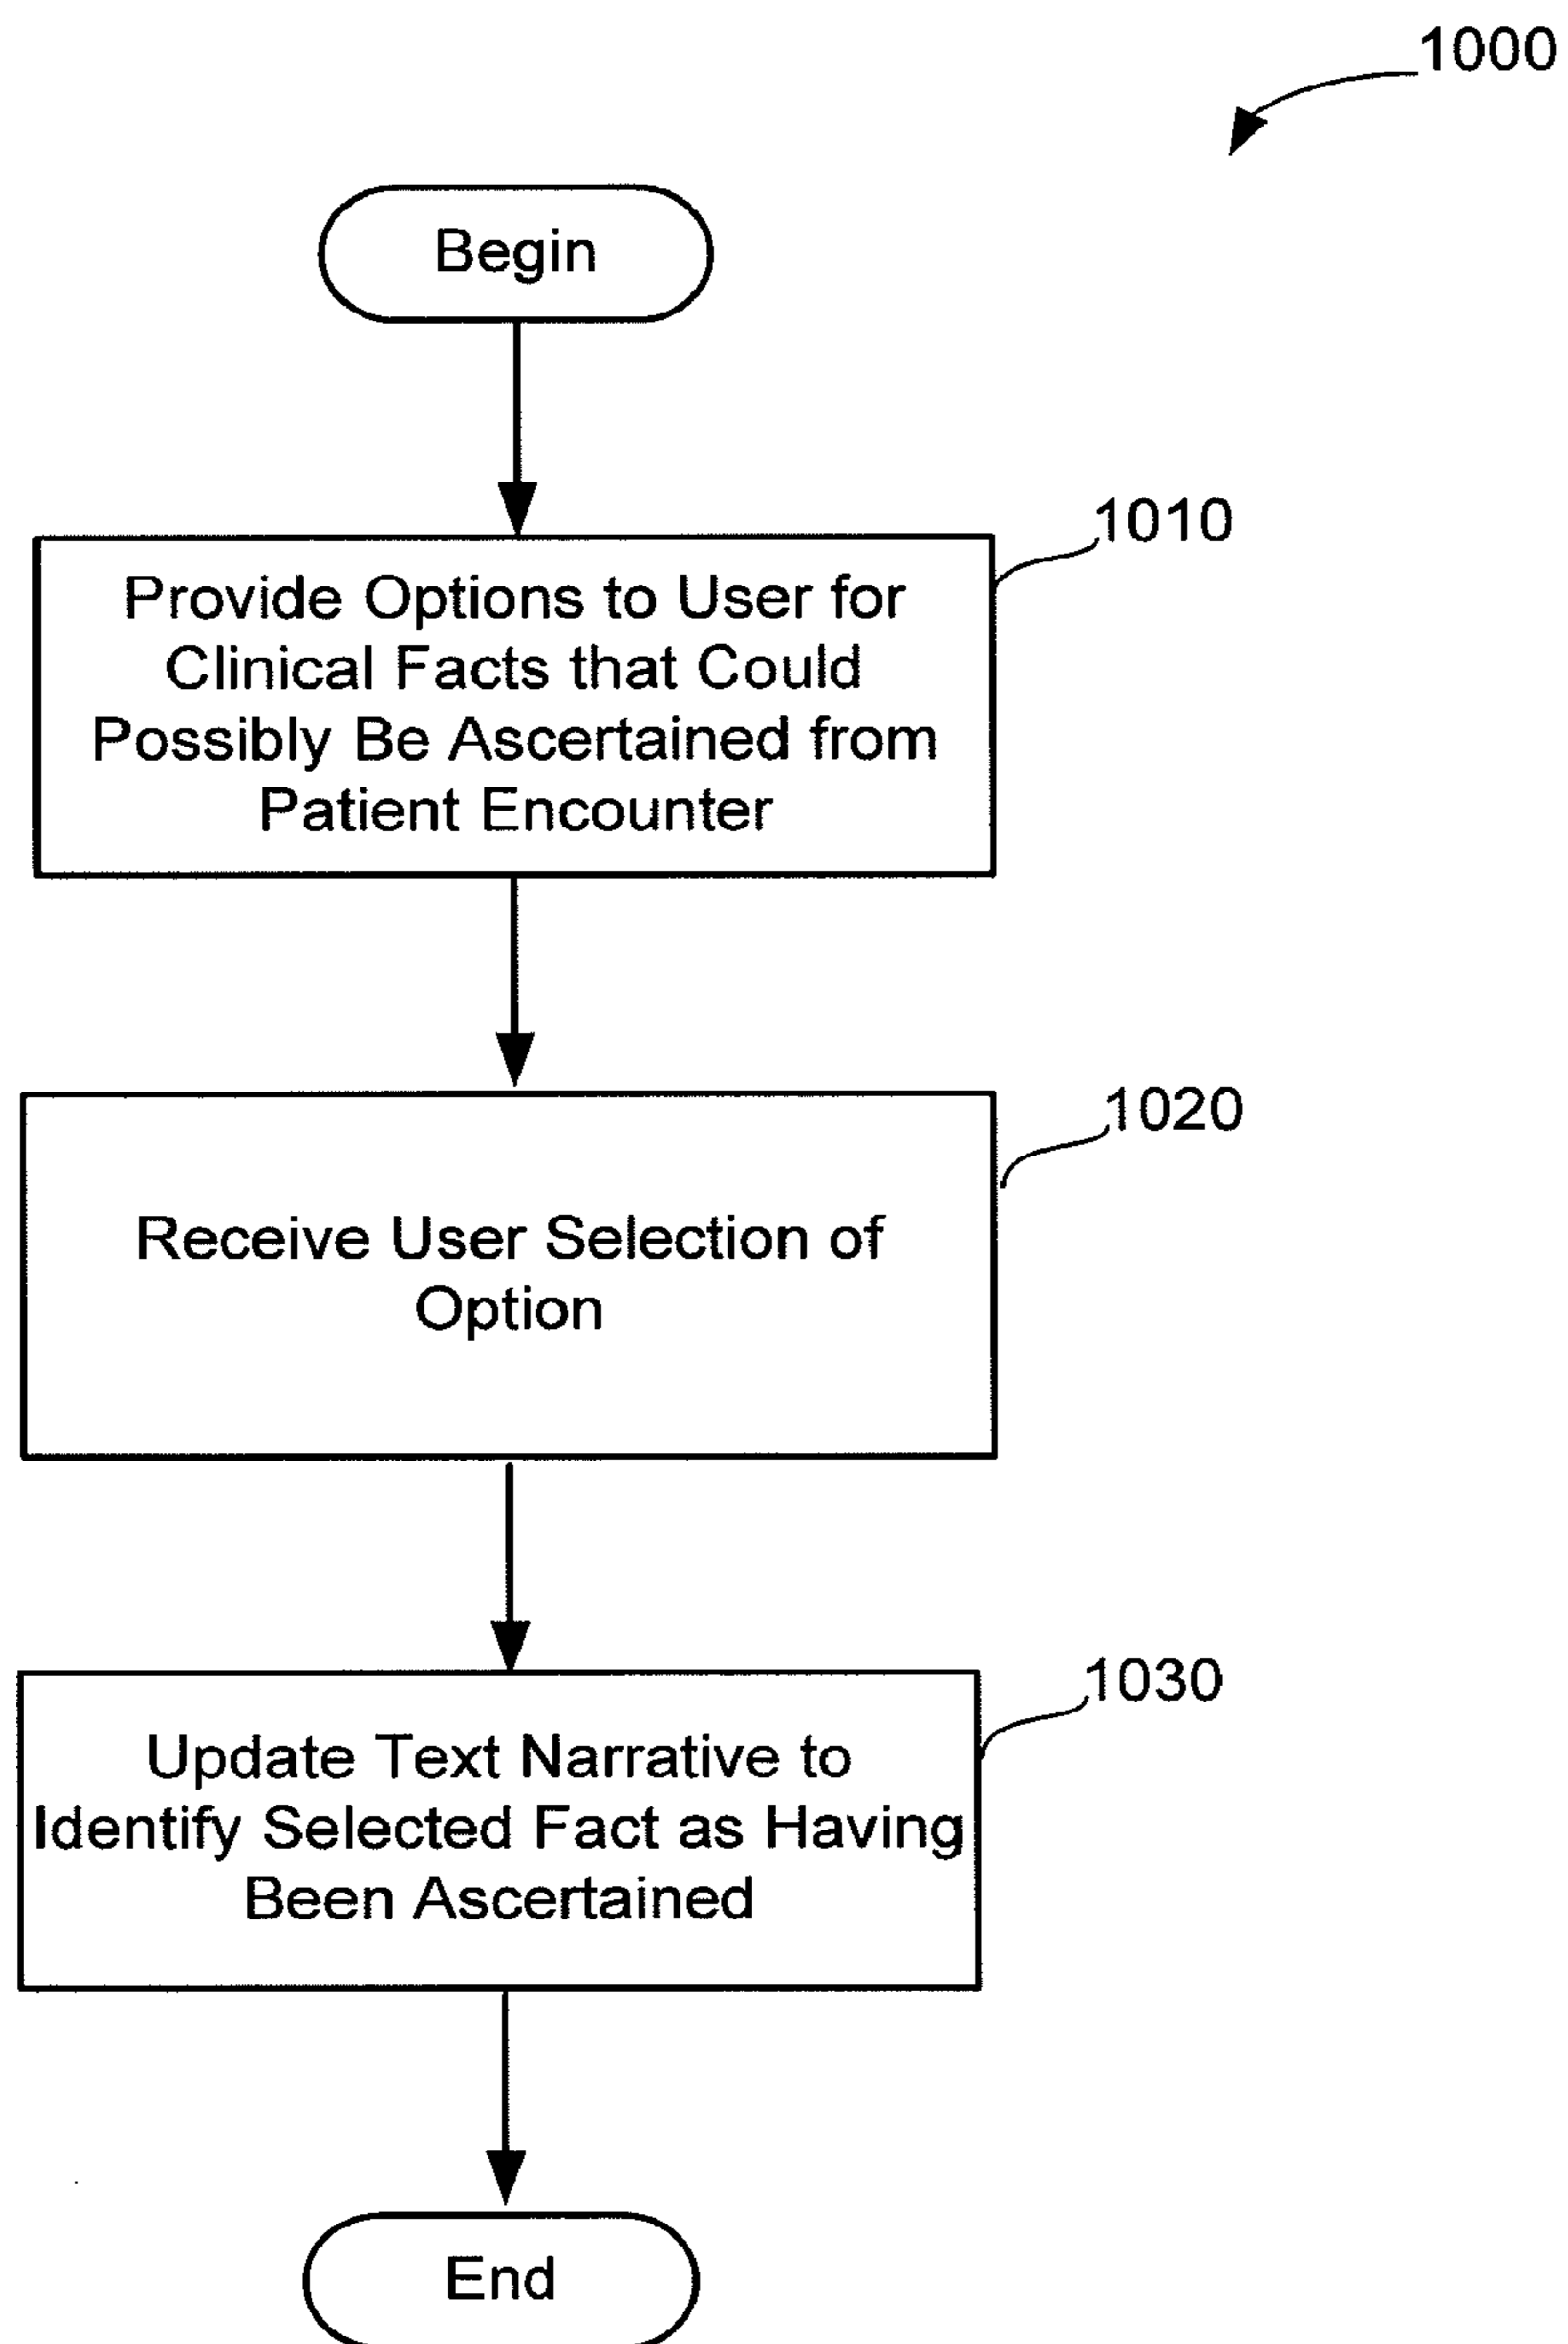 1000
Begin
1010
Provide Options to User for
Clinical Facts that Could
Possibly Be Ascertained from
Patient Encounter
1020
Receive User Selection of
Option
1030
Update Text Narrative to
Identify Selected Fact as Having
Been Ascertained
End